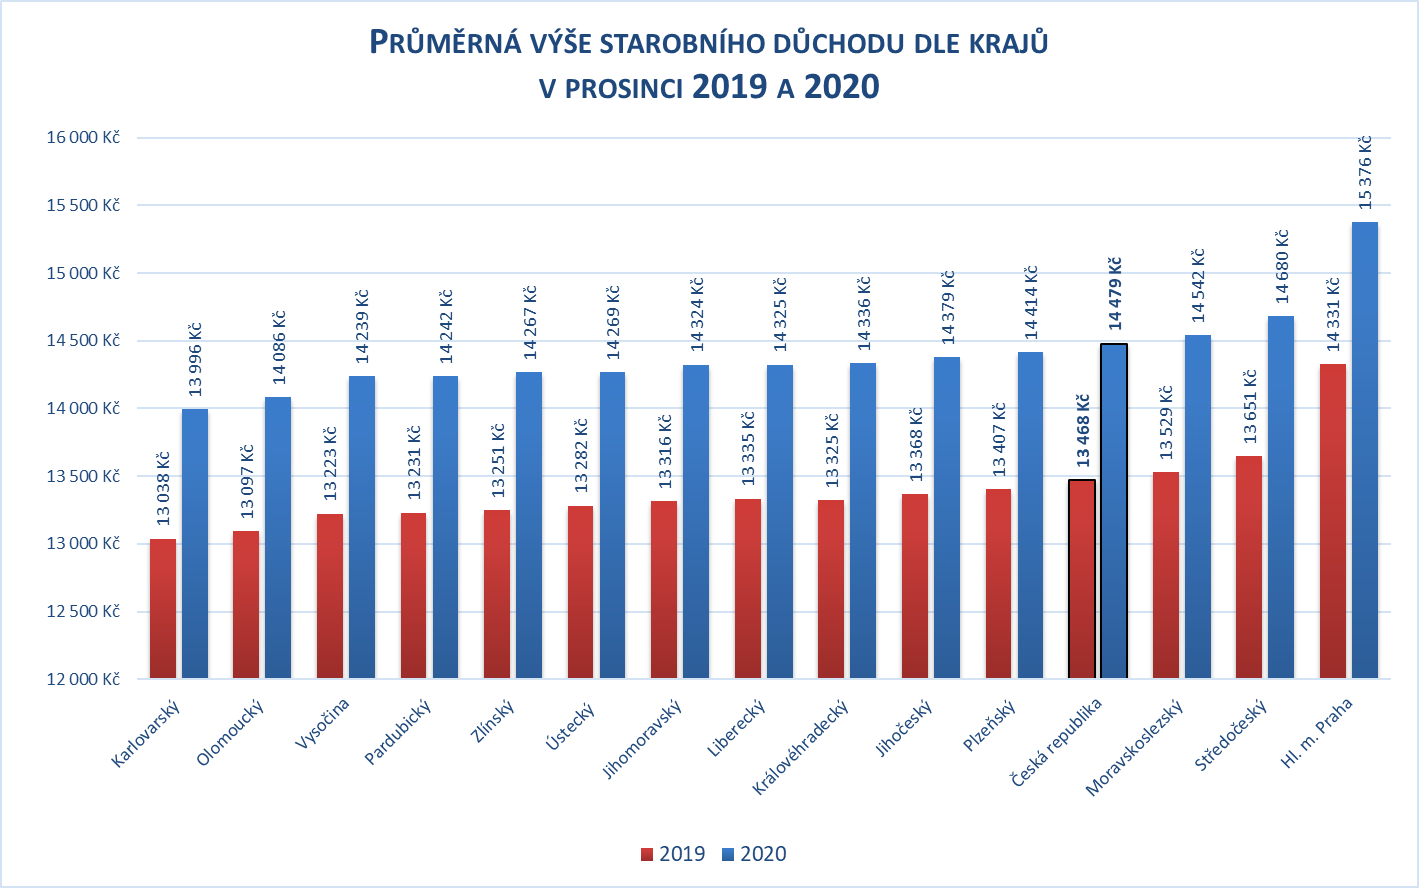 PRŮMĚRNÁ VÝŠE STAROBNÍHO DŮCHODU DLE KRAJŮ
V PROSINCI 2019 A 2020
16 000 Kč
15 500 Kč
15 000 Kč
14 500 Kč
14 000 Kč
13 500 Kč
13 000 Kč
12 500 Kč
12 000 Kč
13 038 Kč
13 996 Kč
13 097 Kč
14 086 Kč
13 223 Kč
14 239 Kč
13 231 Kč
14 242 Kč
13 251 Kč
14 267 Kč
13 282 Kč
14 269 Kč
13 316 Kč
14 324 Kč
13 335 Kč
14 325 Kč
13 325 Kč
14 336 Kč
13 368 Kč
14 379 Kč
13 407 Kč
14 414 Kč
13 468 Kč
14 479 Kč
13 529 Kč
14 542 Kč
13 651 Kč
14 680 Kč
14 331 Kč
15 376 Kč
Karlovarský
Olomoucký
Vysočina
Pardubický
Zlínský
Ústecký
Jihomoravský
Liberecký
Královéhradecký
Jihočeský
Plzeňský
Česká republika
Moravskoslezský
Středočeský
Hl. m. Praha
2019
2020